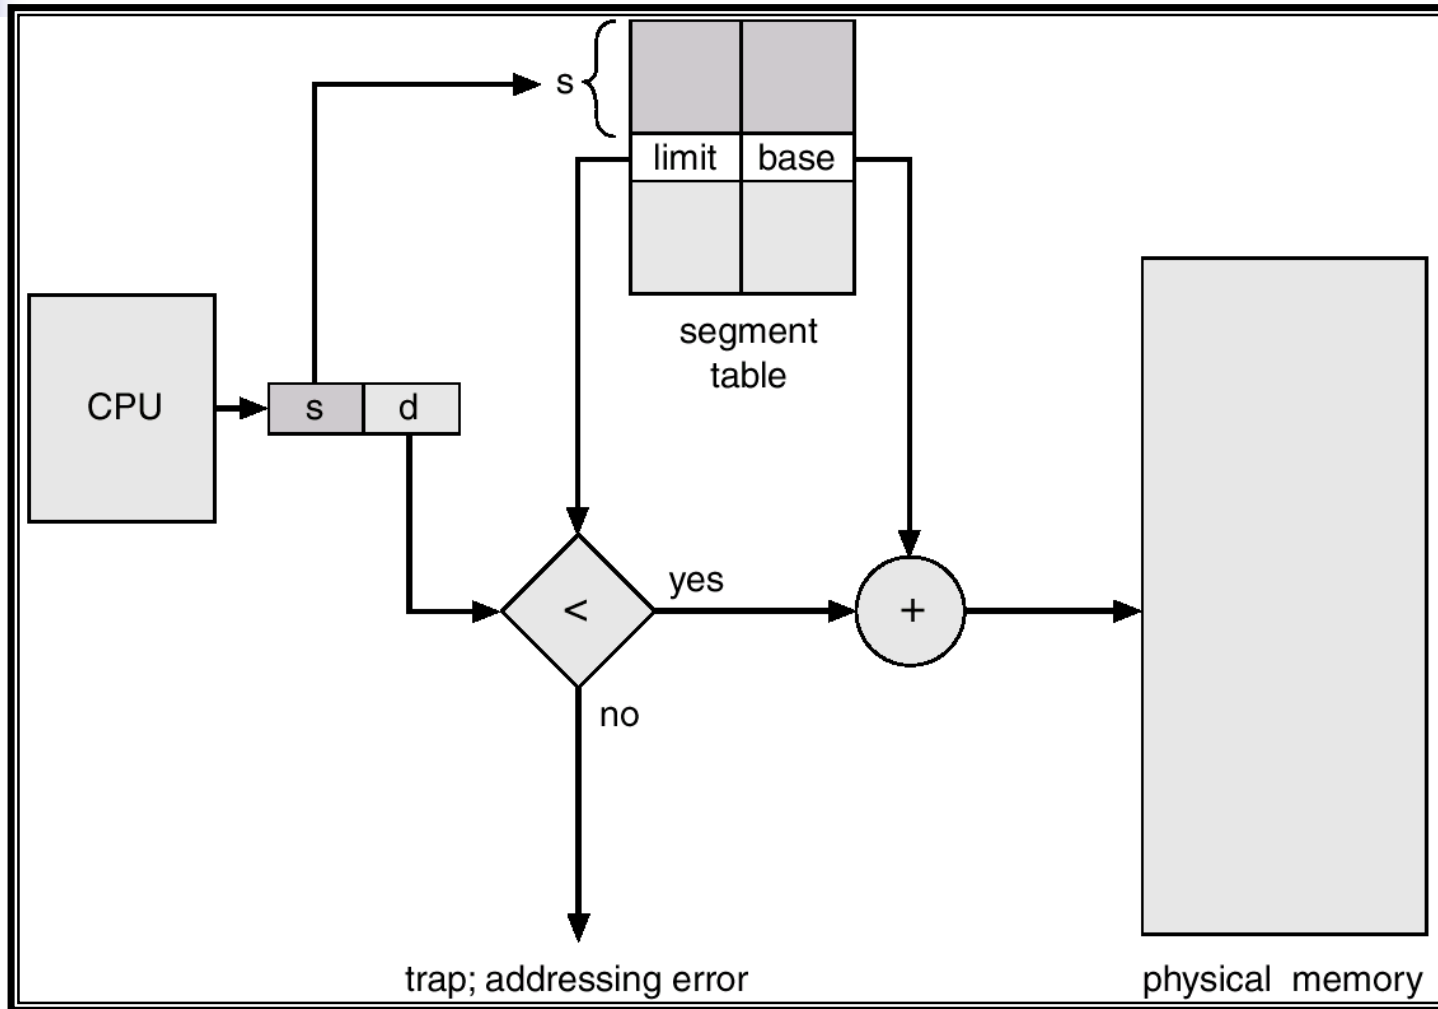 s
limit base
segment
table
CPU
s d
yes
< +
no
trap; addressing error
physical memory